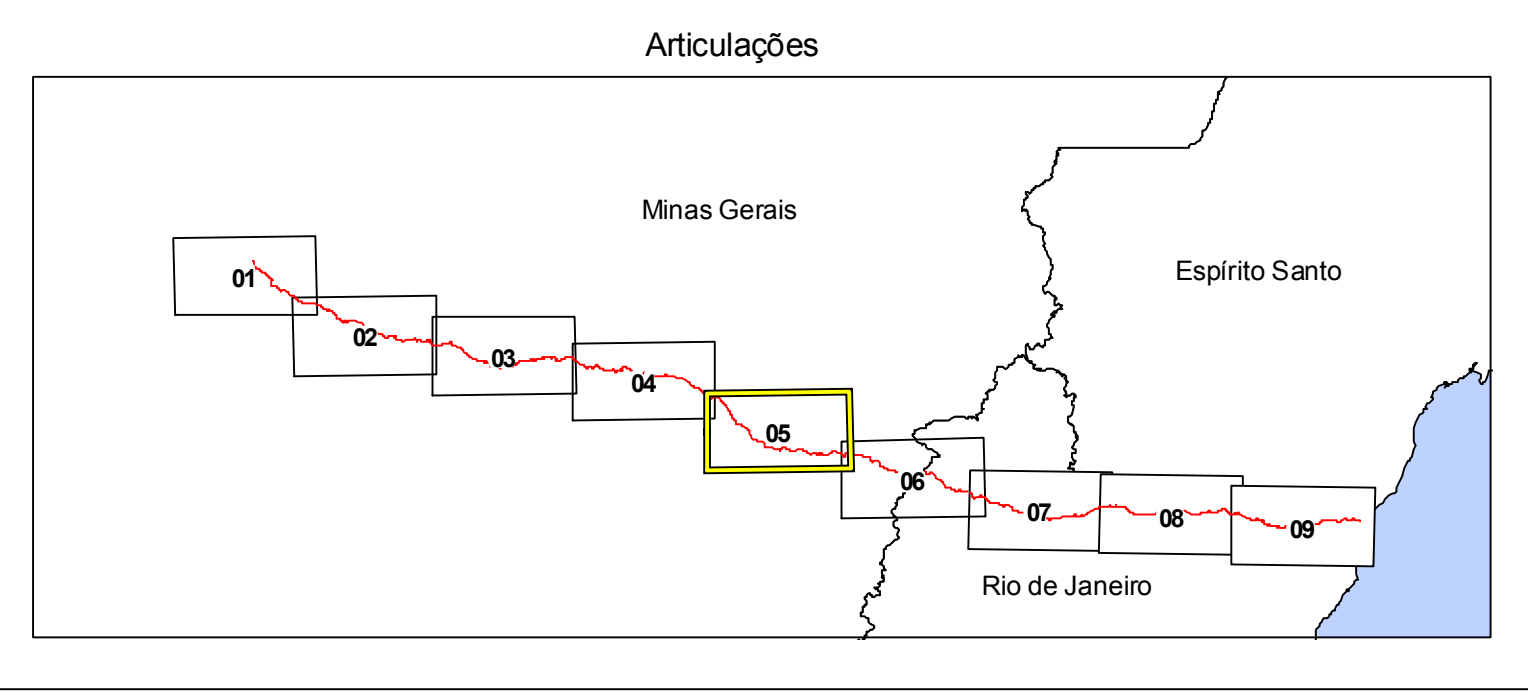 Articulações
Minas Gerais
Espírito Santo
01
02
03
04
05
06
07
08
09
Rio de Janeiro